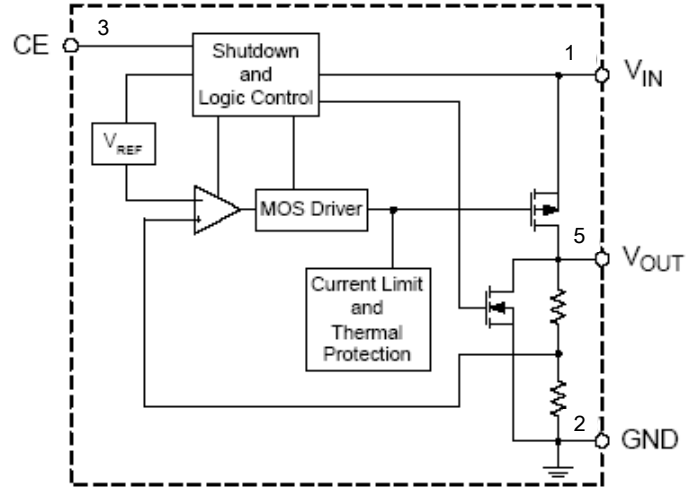 CE
3
Shutdown
and
Logic Control
1
VIN
VREF
-
+
MOS Driver
5
VOUT
Current Limit
and
Thermal
Protection
2
GND